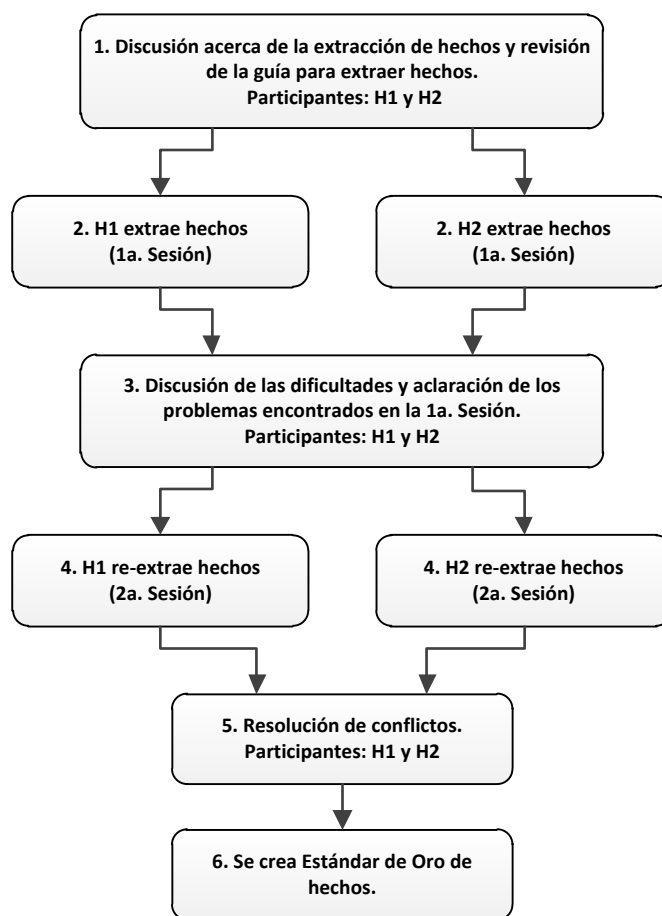 1. Discusión acerca de la extracción de hechos y revisión
de la guía para extraer hechos.
Participantes: H1 y H2
2. H1 extrae hechos
(1a. Sesión)
2. H2 extrae hechos
(1a. Sesión)
3. Discusión de las dificultades y aclaración de los
problemas encontrados en la 1a. Sesión.
Participantes: H1 y H2
4. H1 re-extrae hechos
(2a. Sesión)
4. H2 re-extrae hechos
(2a. Sesión)
5. Resolución de conflictos.
Participantes: H1 y H2
6. Se crea Estándar de Oro de
hechos.